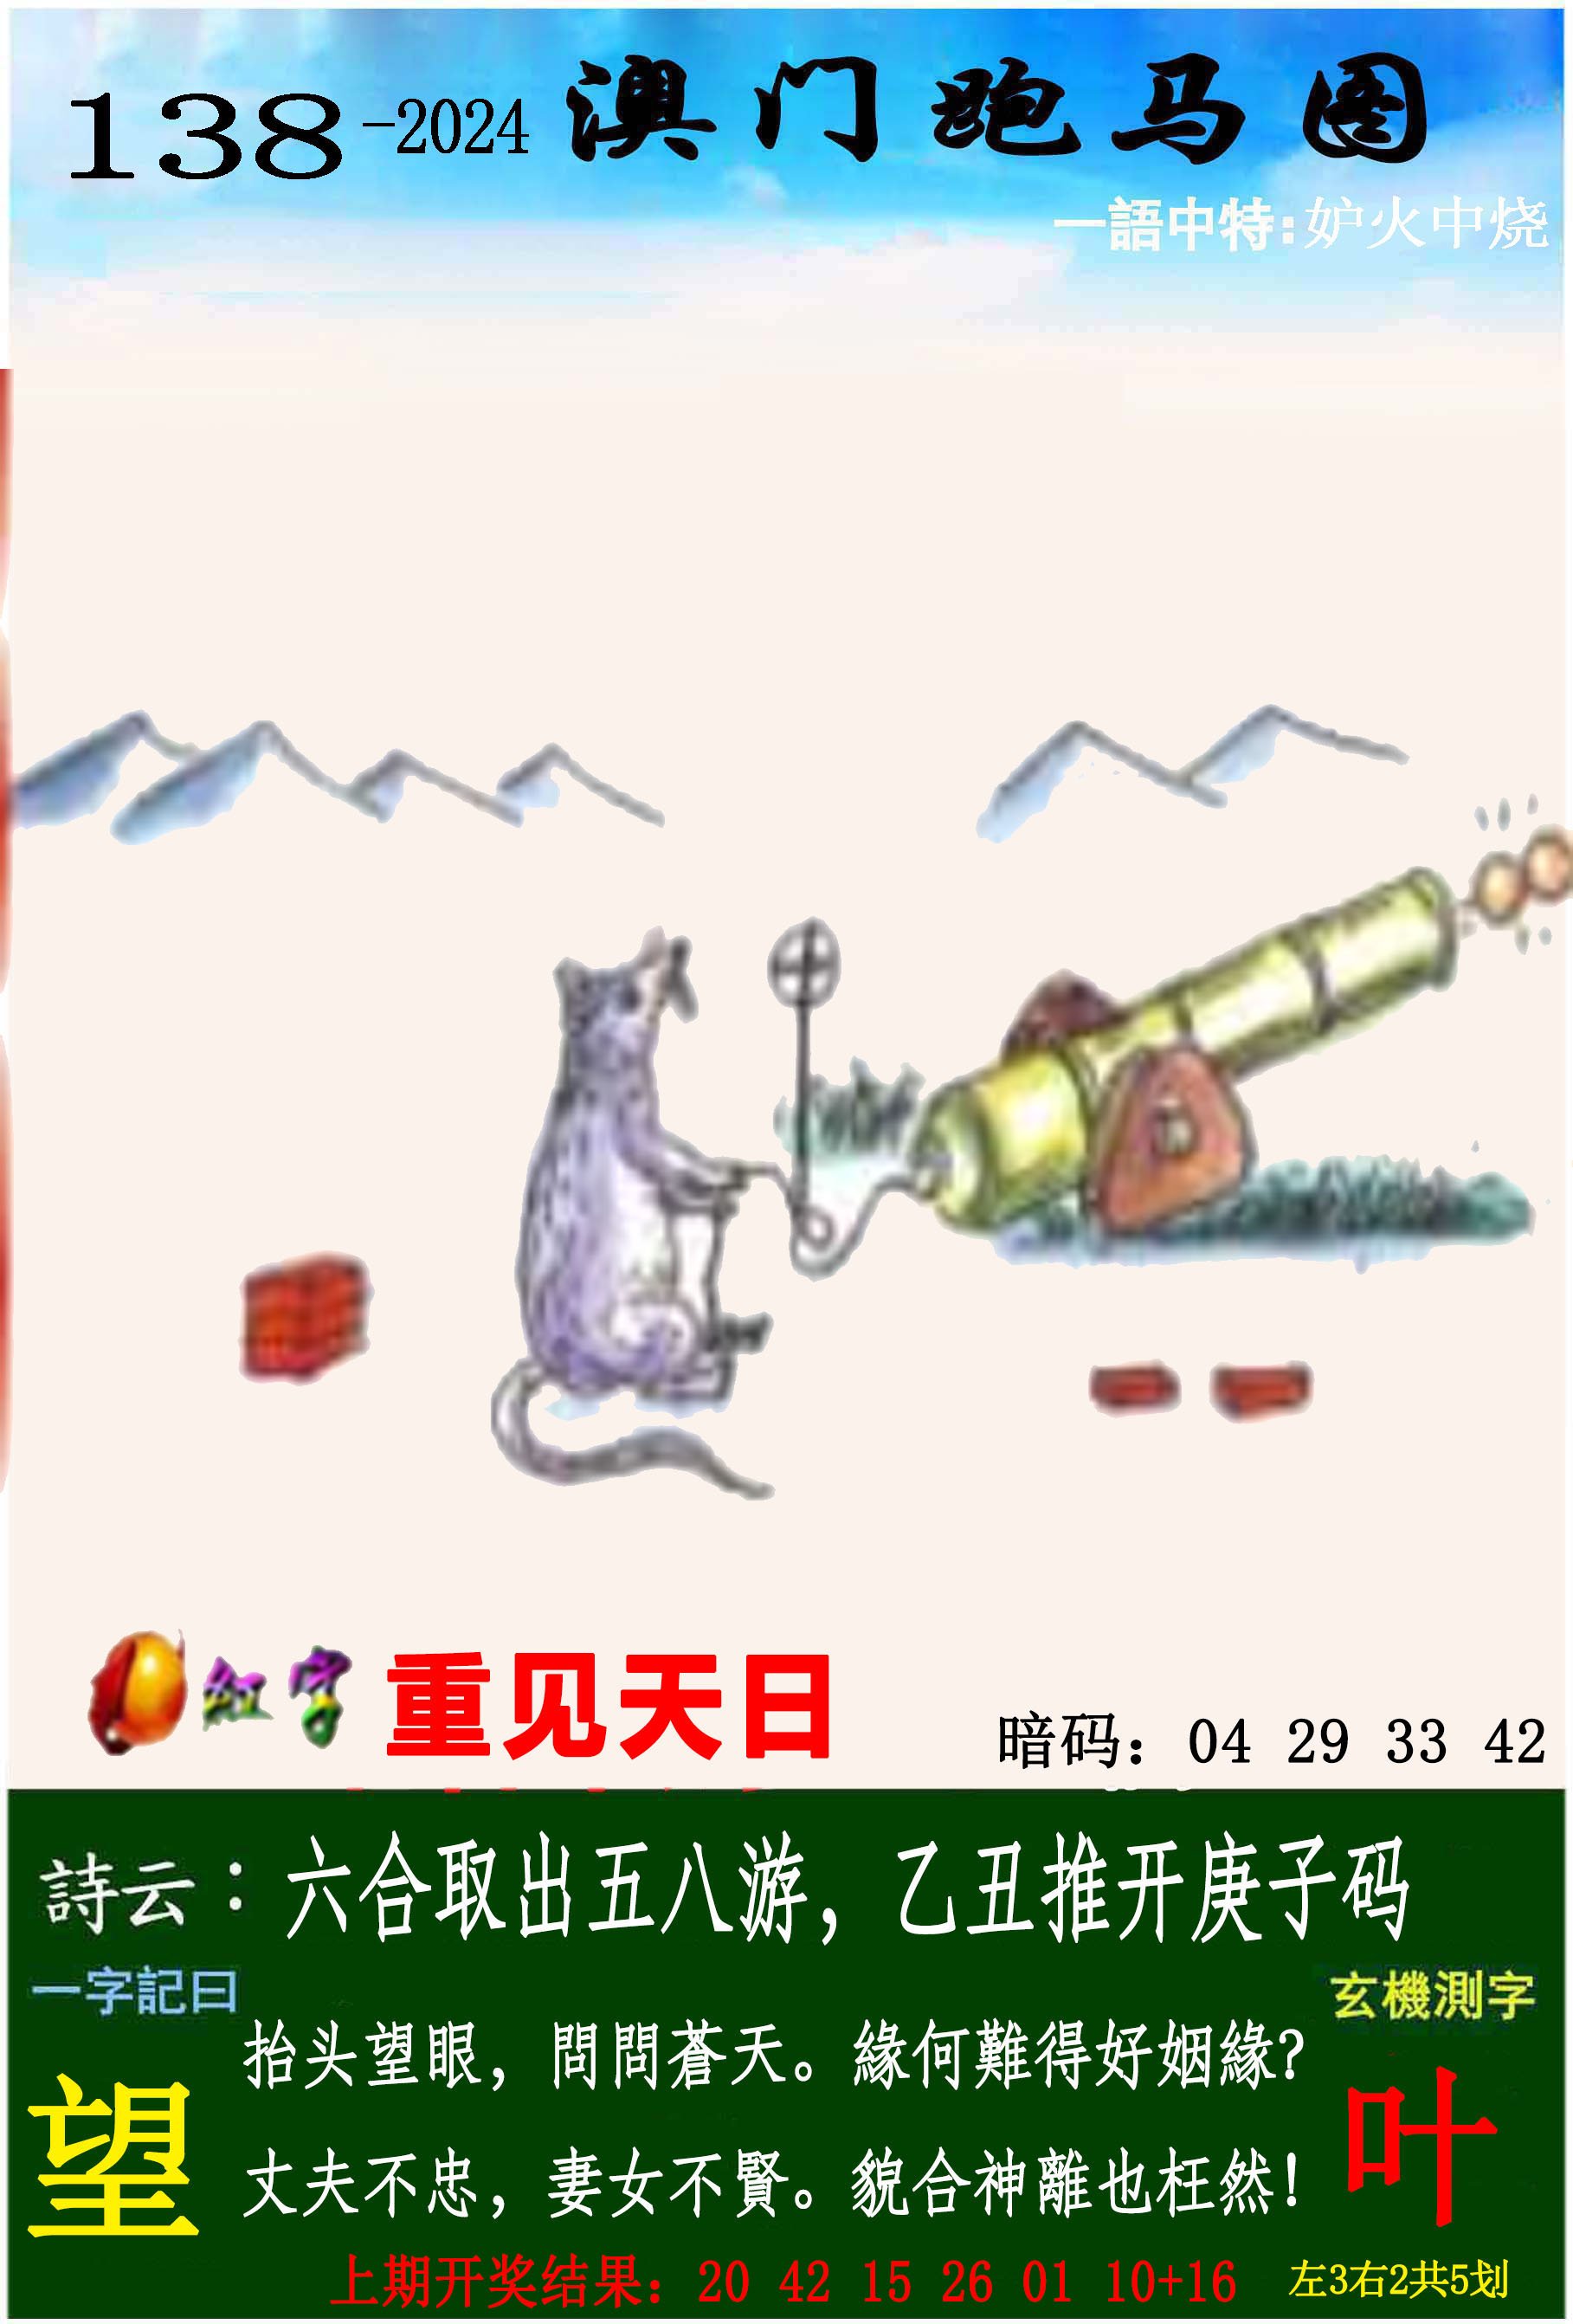 138-2024 澳门跑马图
一語中特:妒火中烧
红字 重见天日
暗码：04 29 33 42
詩云：六合取出五八游，乙丑推开庚子码
一字記曰
玄機測字
抬头望眼，問問蒼天。緣何難得好姻緣?
望
叶
丈夫不忠，妻女不賢。貌合神離也枉然!
上期开奖结果：20 42 15 26 01 10+16
左3右2共5划